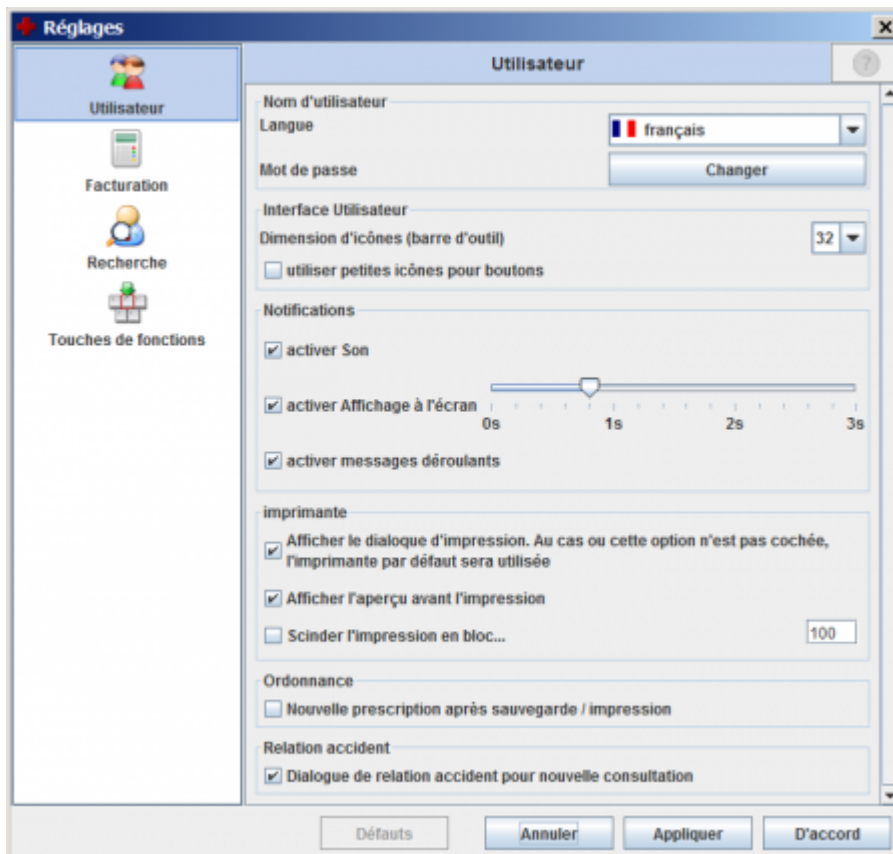 Réglages
Utilisateur
Facturation
Recherche
Touches de fonctions
Utilisateur
?
Nom d'utilisateur
Langue
français
Mot de passe
Changer
Interface Utilisateur
Dimension d'icônes (barre d'outil)
32
utiliser petites icônes pour boutons
Notifications
activer Son
activer Affichage à l'écran
0s 1s 2s 3s
activer messages déroulants
imprimante
Afficher le dialoque d'impression. Au cas ou cette option n'est pas cochée,
l'imprimante par défaut sera utilisée
Afficher l'aperçu avant l'impression
Scinder l'impression en bloc...
100
Ordonnance
Nouvelle prescription après sauvegarde / impression
Relation accident
Dialogue de relation accident pour nouvelle consultation
Défauts
Annuler
Appliquer
D'accord